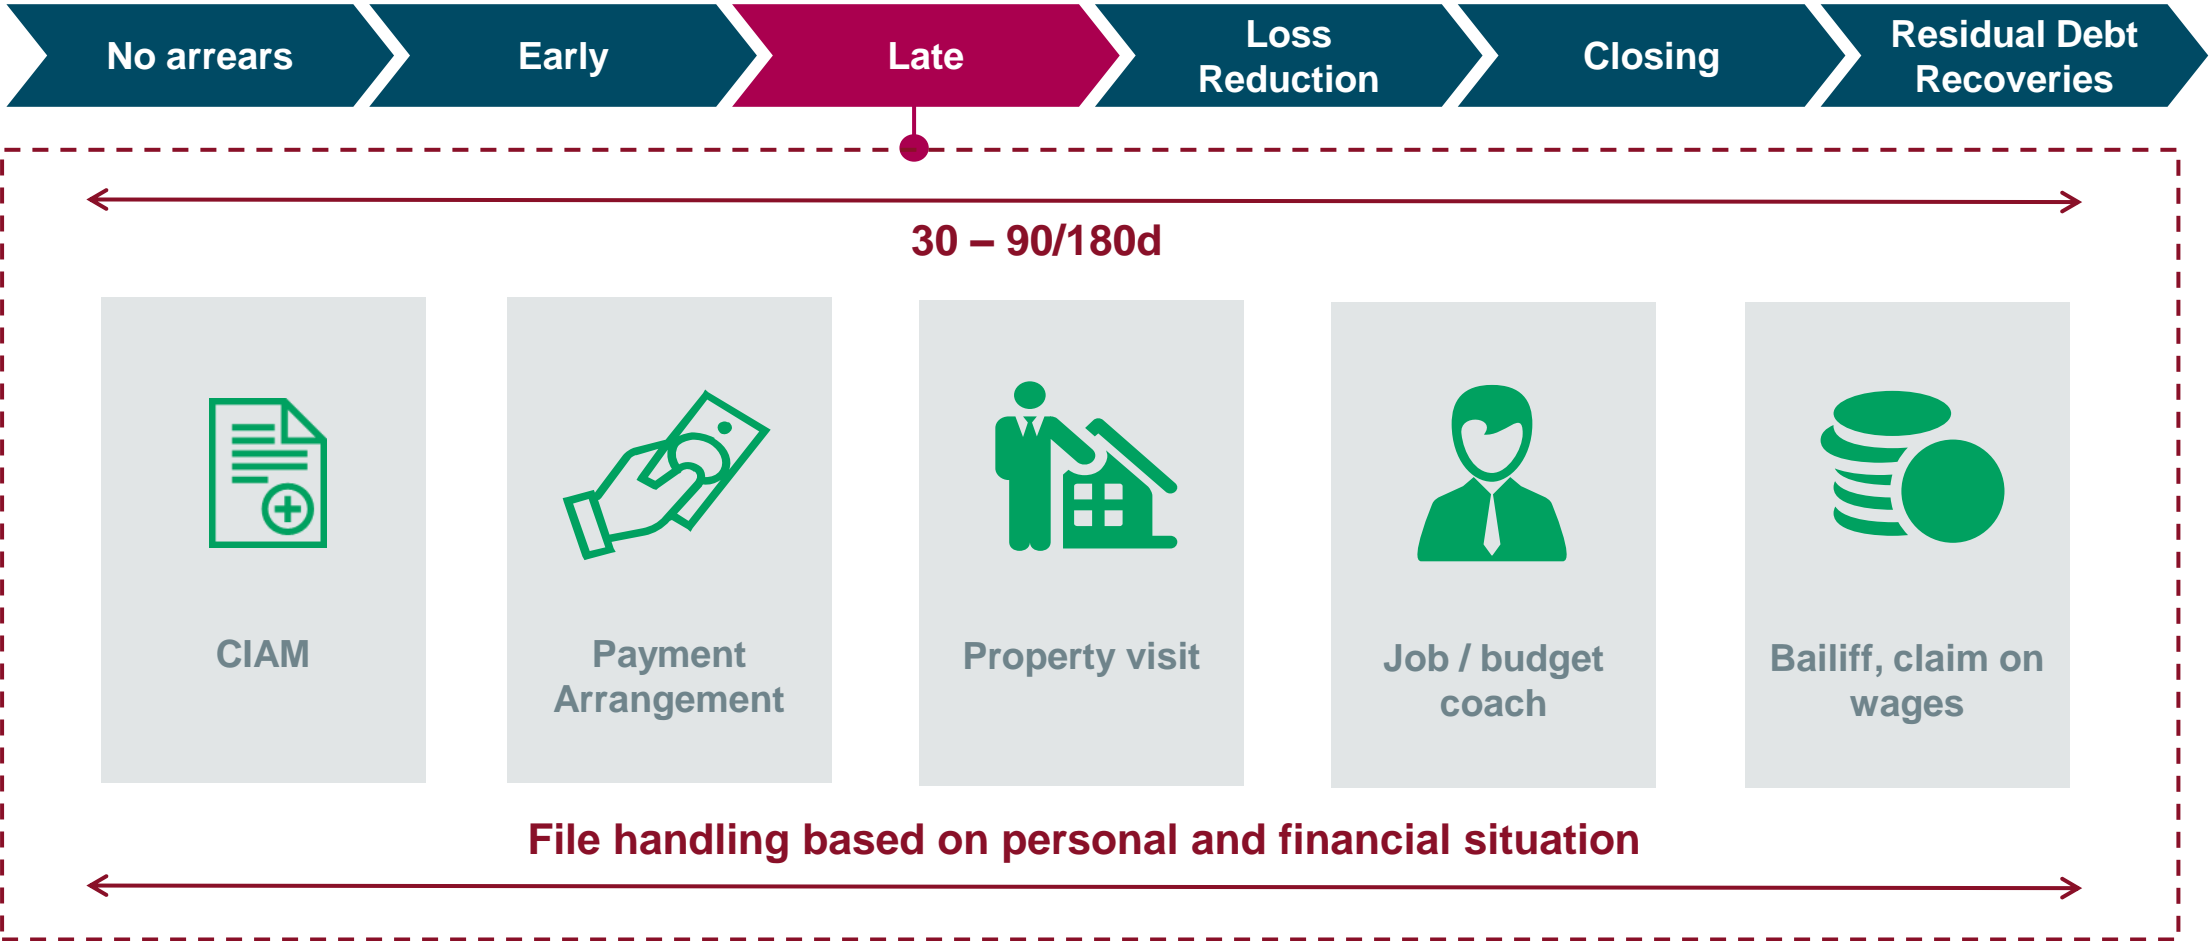 No arrears
Early
Late
Loss
Reduction
Closing
Residual Debt
Recoveries
30 – 90/180d
CIAM
Payment
Arrangement
Property visit
Job / budget
coach
Bailiff, claim on
wages
File handling based on personal and financial situation